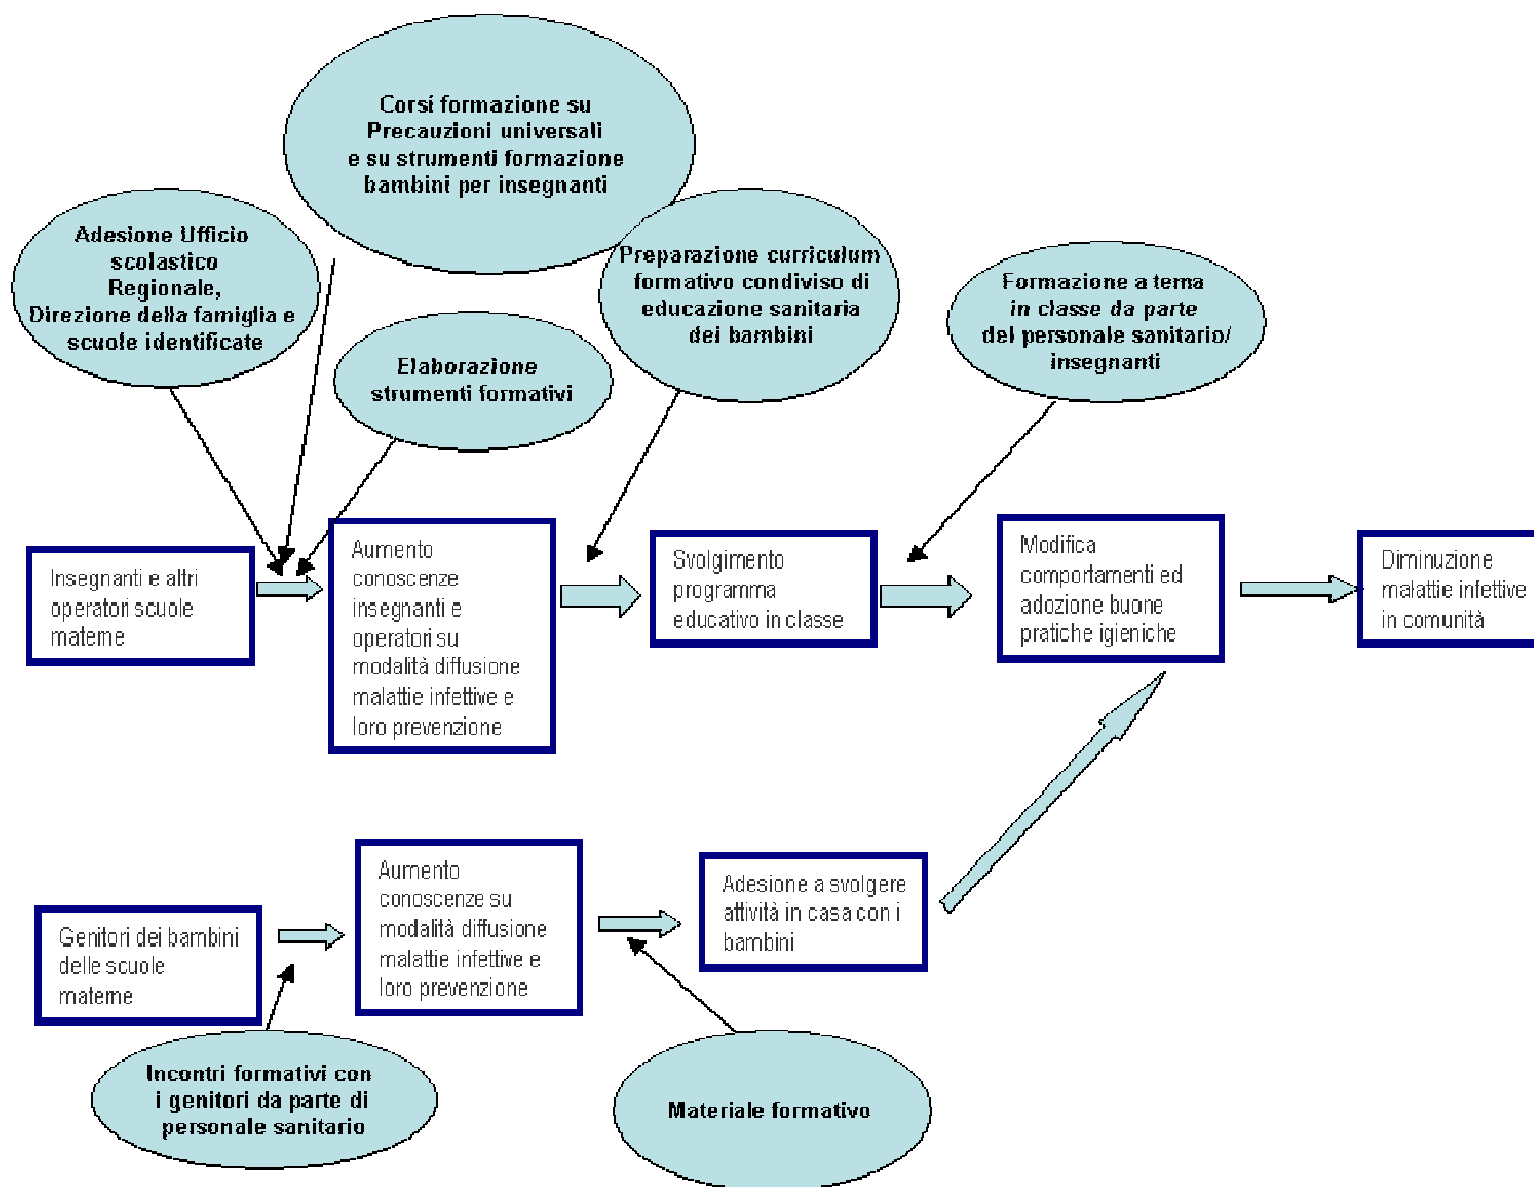 Corsi formazione su
Precauzioni universali
e su strumenti formazione
bambini per insegnanti
Adesione Ufficio
scolastico
Regionale,
Direzione della famiglia e
scuole identificate
Preparazione curriculum
formativo condiviso di
educazione sanitaria
dei bambini
Formazione a tema
in classe da parte
del personale sanitario/
insegnanti
Elaborazione
strumenti formativi
Insegnanti e altri
operatori scuole
materne
Aumento
conoscenze
insegnanti e
operatori su
modalità diffusione
malattie infettive e
loro prevenzione
Svolgimento
programma
educativo in classe
Modifica
comportamenti ed
adozione buone
pratiche igieniche
Diminuzione
malattie infettive
in comunità
Genitori dei bambini
delle scuole
materne
Aumento
conoscenze su
modalità diffusione
malattie infettive e
loro prevenzione
Adesione a svolgere
attività in casa con i
bambini
Incontri formativi con
i genitori da parte di
personale sanitario
Materiale formativo